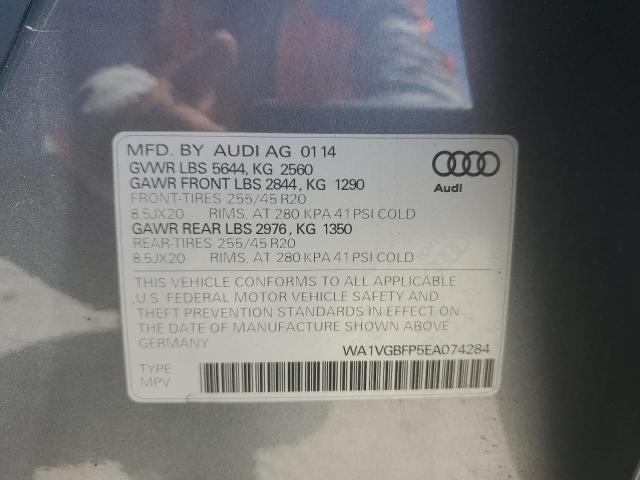 MFD. BY AUDI AG 01 14
GVWR LBS 5644, KG 2560
GAWR FRONT LBS 2844, KG 1290
FRONT-TIRES 255/45 R20
8,5JX20 RIMS, AT 280 KPA 41 PSI COLD
GAWR REAR LBS 2976, KG 1350
REAR-TIRES 255/45 R20
8,5JX20 RIMS, AT 280 KPA 41 PSI COLD
Audi
THIS VEHICLE CONFORMS TO ALL APPLICABLE
U.S. FEDERAL MOTOR VEHICLE SAFETY AND
THEFT PREVENTION STANDARDS IN EFFECT ON
THE DATE OF MANUFACTURE SHOWN ABOVE.
GERMANY
WA1VGBFP5EA074284
TYPE
MPV